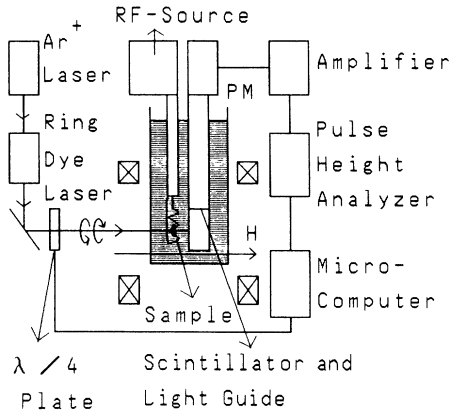 RF-Source
Ar+
Laser
Amplifier
PM
Ring
Dye
Laser
Pulse
Height
Analyzer
H
Micro-
Computer
Sample
λ/4
Plate
Scintillator and
Light Guide